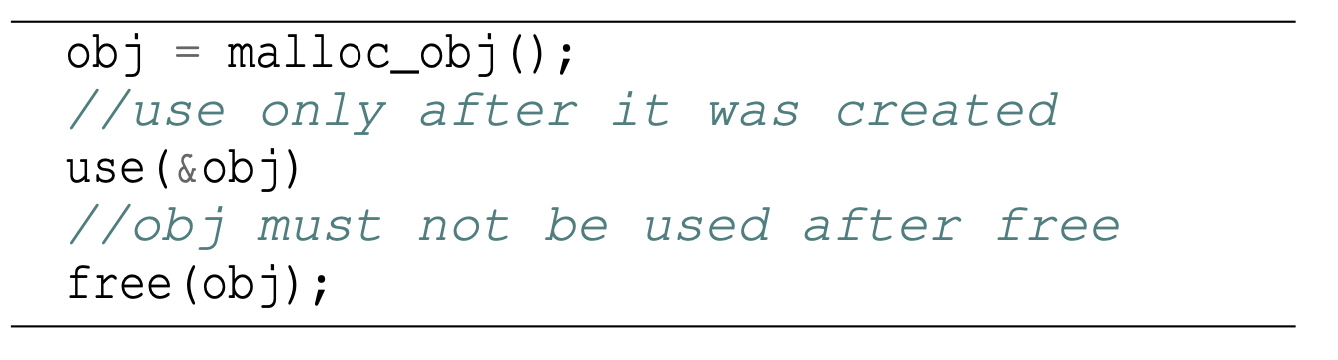 obj = malloc_obj();
//use only after it was created
use(&obj)
//obj must not be used after free
free(obj);